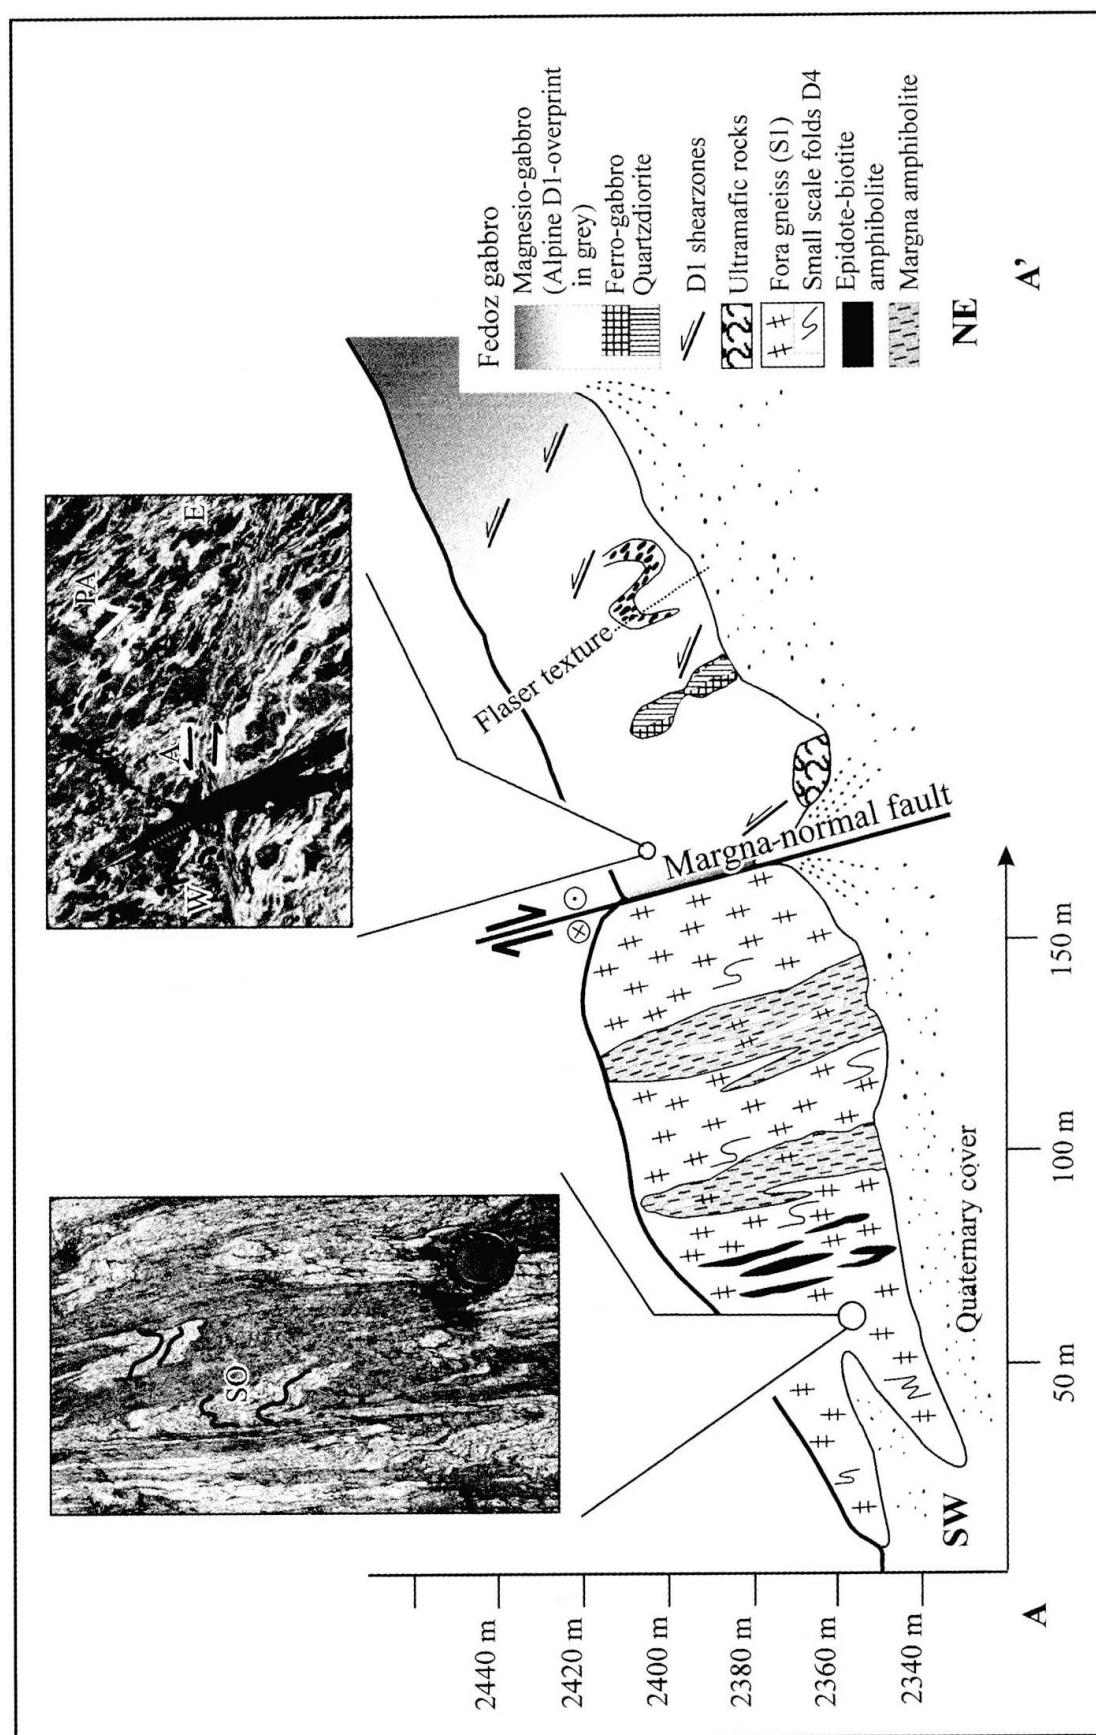 PA
A
W
E
SO
Fedoz gabbro
Magnesio-gabbro
(Alpine D1-overprint
in grey)
Ferro-gabbro
Quartzdiorite
D1 shearzones
Ultramafic rocks
Fora gneiss (S1)
Small scale folds D4
Epidote-biotite
amphibolite
Margna amphibolite
Flaser texture
Margna-normal fault
Quaternary cover
2440 m
2420 m
2400 m
2380 m
2360 m
2340 m
SW
NE
50 m
100 m
150 m
A
A'